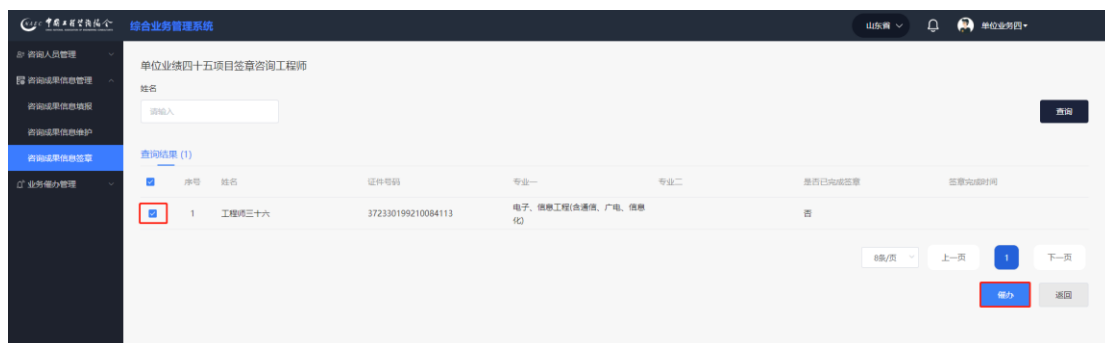 中国工程咨询协会
综合业务管理系统
山东省
单位业务四
咨询人员管理
咨询成果信息管理
咨询成果信息填报
咨询成果信息维护
咨询成果信息签章
业务催办管理
单位业绩四十五项目签章咨询工程师
姓名
请输入
查询
查询结果 (1)
序号 姓名 证件号码 专业一 专业二 是否已完成签章 签章完成时间
1 工程师三十六 372330199210084113 电子、信息工程(含通信、广电、信息
化) 否
8条/页 上一页 1 下一页
催办 返回